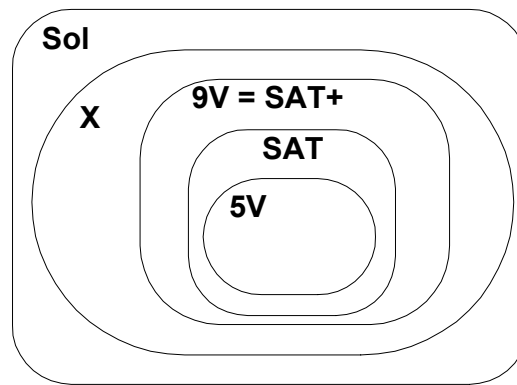 Sol
X
9V = SAT+
SAT
5V